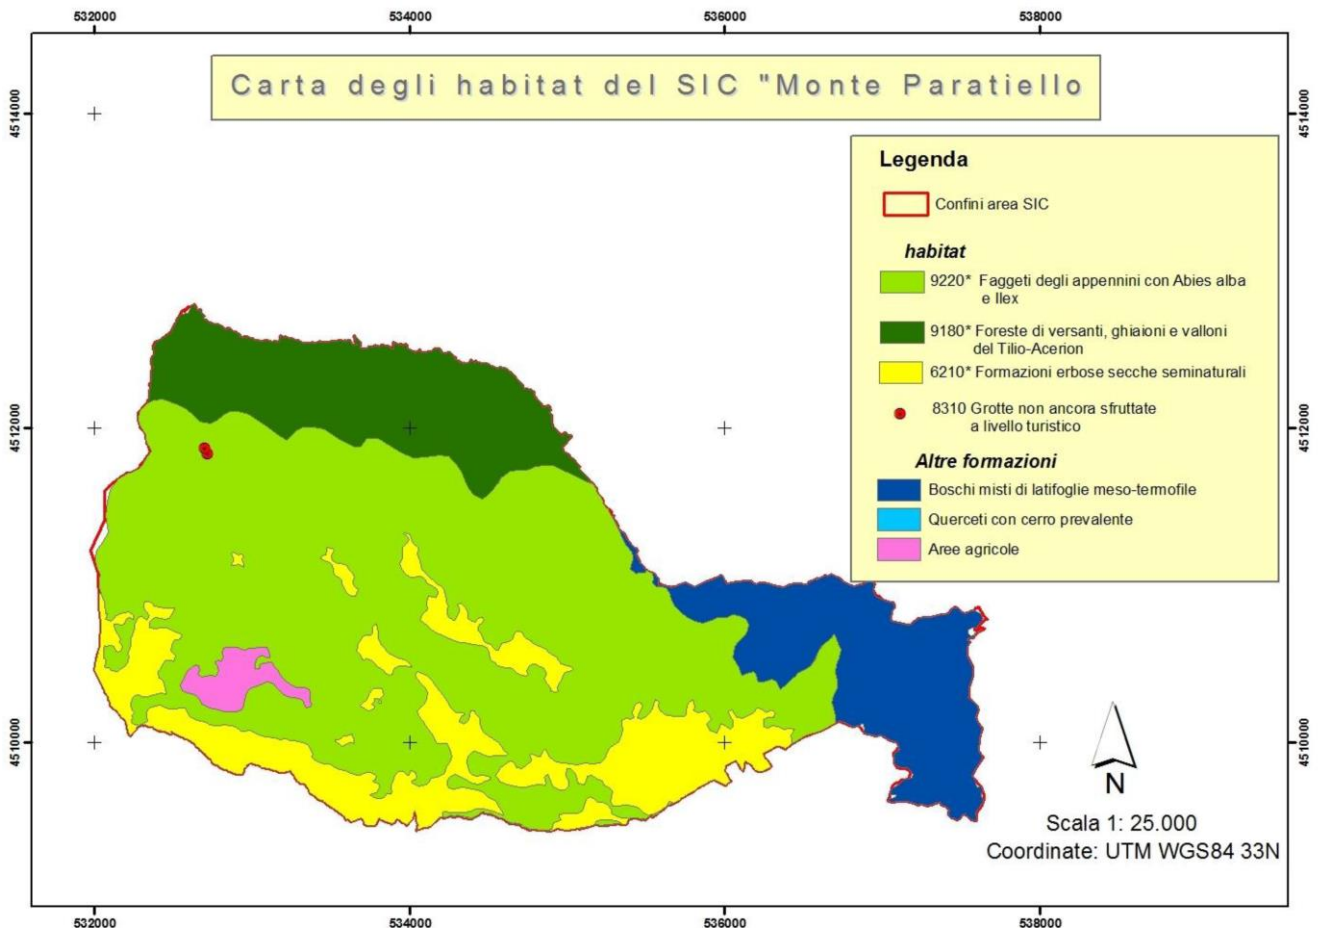 532000 534000 536000 538000
Carta degli habitat del SIC "Monte Paratiello
4514000 4514000
Legenda
Confini area SIC
habitat
9220* Faggeti degli appennini con Abies alba
e Ilex
9180* Foreste di versanti, ghiaioni e valloni
del Tilio-Acerion
6210* Formazioni erbose secche seminaturali
8310 Grotte non ancora sfruttate
a livello turistico
4512000 4512000
Altre formazioni
Boschi misti di latifoglie meso-termofile
Querceti con cerro prevalente
Aree agricole
4510000 4510000
N
Scala 1: 25.000
Coordinate: UTM WGS84 33N
532000 534000 536000 538000